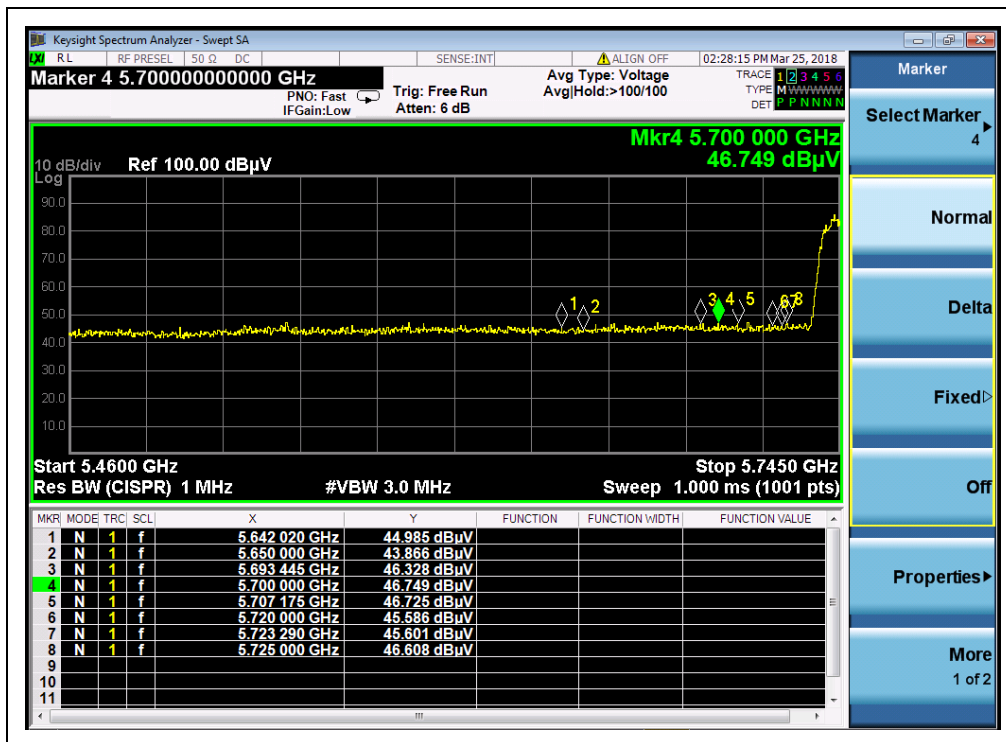 Keysight Spectrum Analyzer - Swept SA
LXI RL RF PRESEL 50 Ω DC SENSE:INT ALIGN OFF 02:28:15 PM Mar 25, 2018
Marker 4 5.700000000000 GHz
PNO: Fast
IFGain:Low
Trig: Free Run
Atten: 6 dB
Avg Type: Voltage
Avg|Hold:>100/100
TRACE 1 2 3 4 5 6
TYPE M W W W W W
DET P P N N N N
Mkr4 5.700 000 GHz
46.749 dBµV
10 dB/div Ref 100.00 dBµV
Log
90.0
80.0
70.0
60.0
50.0
40.0
30.0
20.0
10.0
1 2 3 4 5 6 7 8
Start 5.4600 GHz Stop 5.7450 GHz
Res BW (CISPR) 1 MHz #VBW 3.0 MHz Sweep 1.000 ms (1001 pts)
MKR MODE TRC SCL X Y FUNCTION FUNCTION WIDTH FUNCTION VALUE
1 N 1 f 5.642 020 GHz 44.985 dBµV
2 N 1 f 5.650 000 GHz 43.866 dBµV
3 N 1 f 5.693 445 GHz 46.328 dBµV
4 N 1 f 5.700 000 GHz 46.749 dBµV
5 N 1 f 5.707 175 GHz 46.725 dBµV
6 N 1 f 5.720 000 GHz 45.586 dBµV
7 N 1 f 5.723 290 GHz 45.601 dBµV
8 N 1 f 5.725 000 GHz 46.608 dBµV
9
10
11
Marker
Select Marker
4
Normal
Delta
Fixed
Off
Properties
More
1 of 2